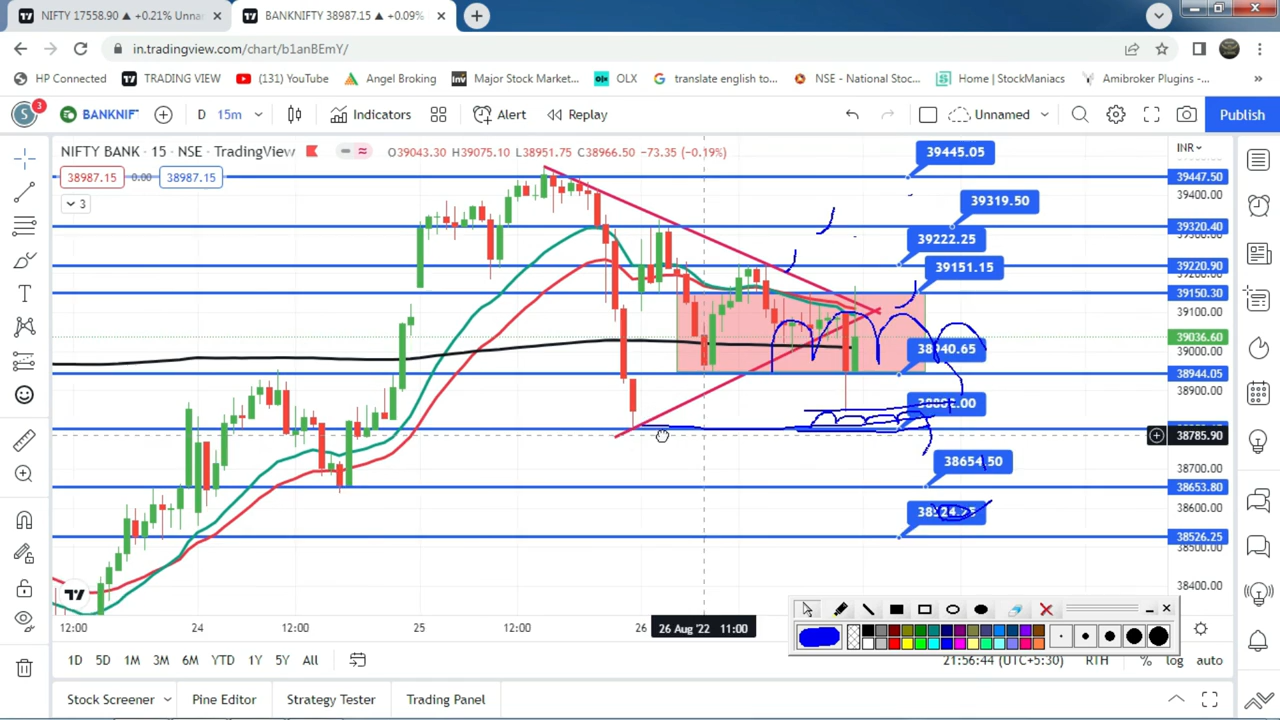 NIFTY 17558.90 ▲ +0.21% Unna
BANKNIFTY 38987.15 ▲ +0.09%
in.tradingview.com/chart/b1anBEmY/
HP Connected
TRADING VIEW
(131) YouTube
Angel Broking
Major Stock Market...
OLX
translate english to...
NSE - National Stoc...
Home | StockManiacs
Amibroker Plugins -...
»
S
3
BANKNIF
D
15m
Indicators
Alert
Replay
Unnamed
Publish
NIFTY BANK · 15 · NSE · TradingView
O39043.30 H39075.10 L38951.75 C38966.50 -73.35 (-0.19%)
INR
38987.15
0.00
38987.15
3
39445.05
39447.50
39400.00
39319.50
39320.40
39222.25
39220.90
39200.00
39151.15
39150.30
39100.00
39036.60
39000.00
38940.65
38944.05
38900.00
38785.90
38700.00
38654.50
38653.80
38600.00
38526.25
38500.00
38400.00
12:00
24
12:00
25
12:00
26
26 Aug '22 11:00
1D
5D
1M
3M
6M
YTD
1Y
5Y
All
21:56:44 (UTC+5:30)
RTH
%
log
auto
Stock Screener
Pine Editor
Strategy Tester
Trading Panel